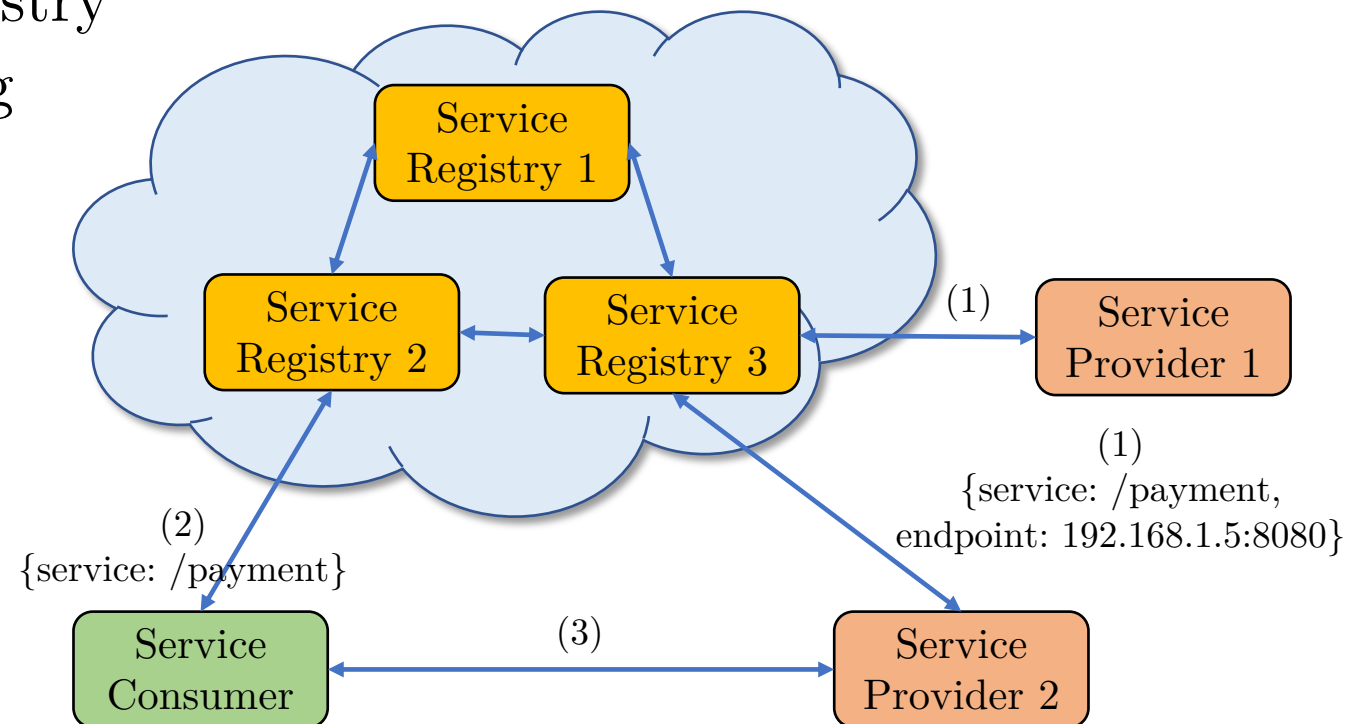 stry
g
Service
Registry 1
Service
Registry 2
Service
Registry 3
(1)
Service
Provider 1
(1)
{service: /payment,
endpoint: 192.168.1.5:8080}
(2)
{service: /payment}
Service
Consumer
(3)
Service
Provider 2